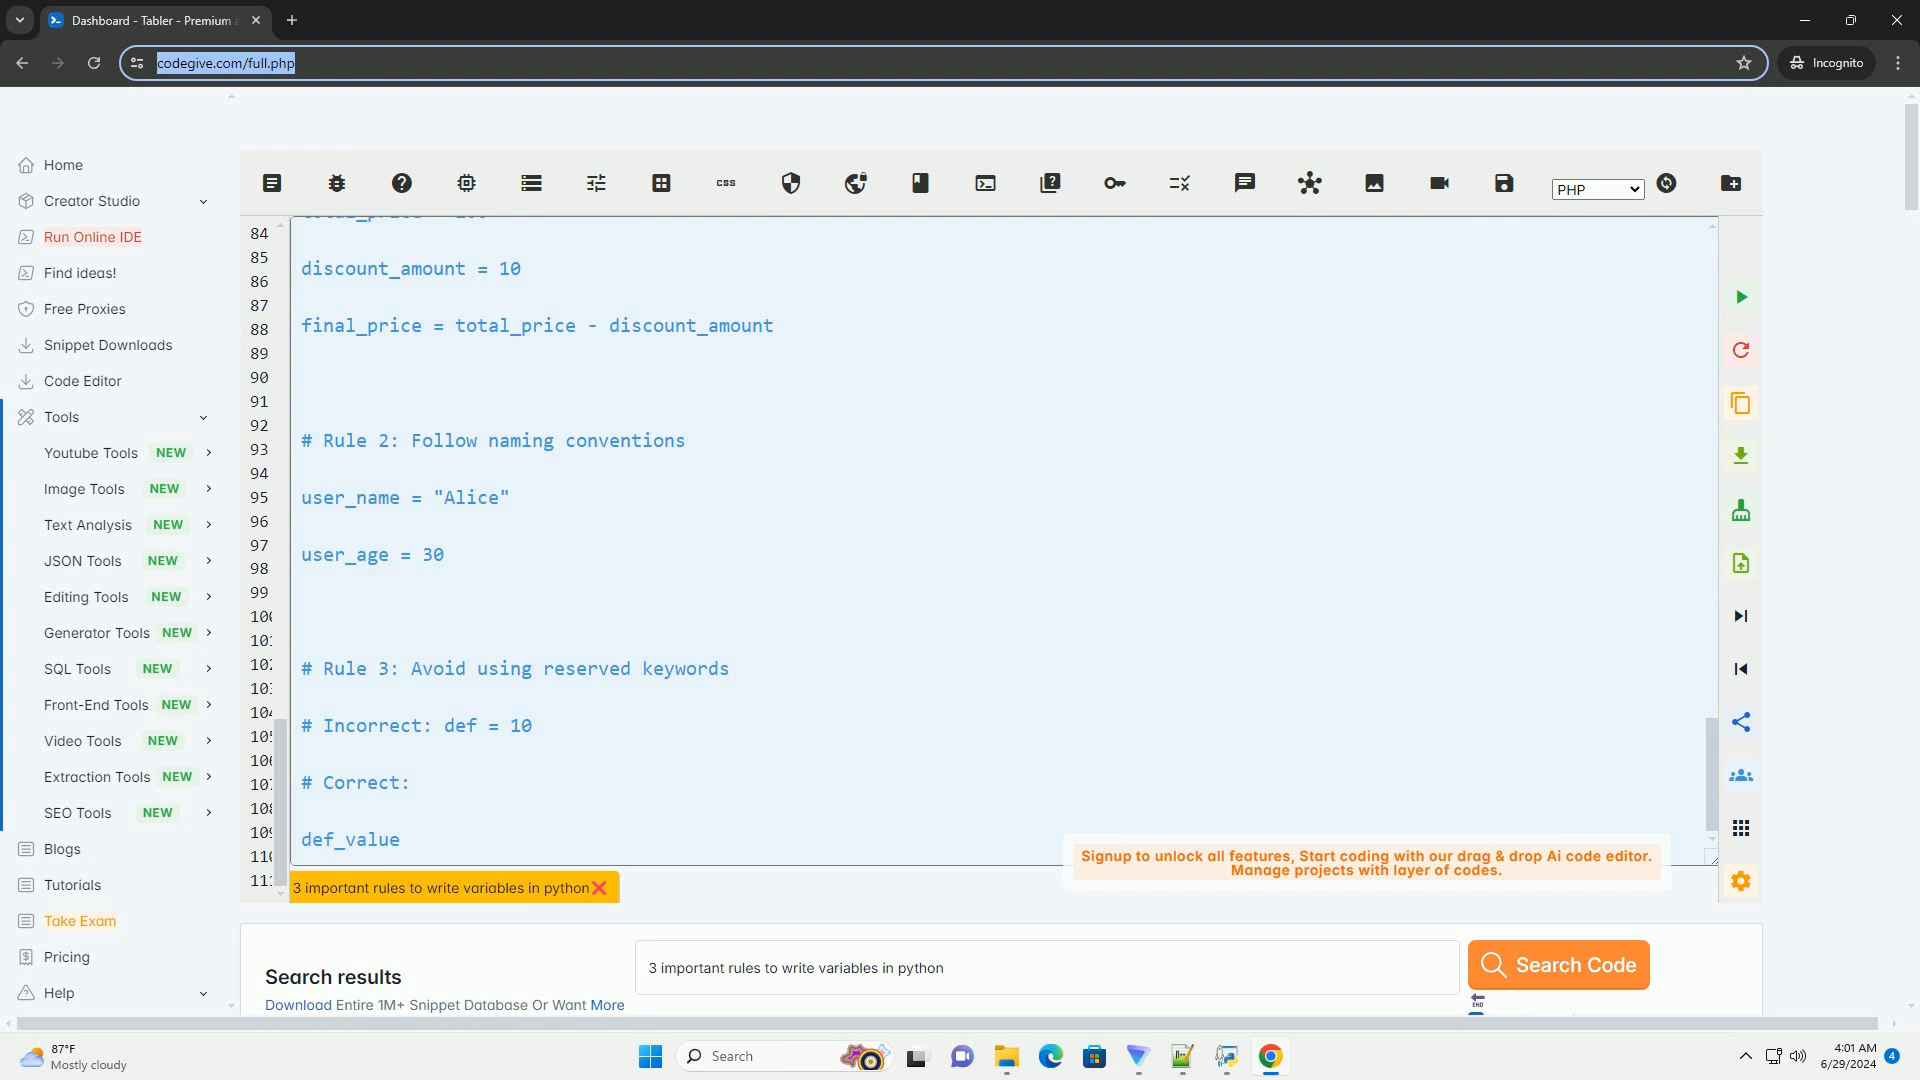 Dashboard - Tabler - Premium
codegive.com/full.php
Incognito
Home
Creator Studio
Run Online IDE
Find ideas!
Free Proxies
Snippet Downloads
Code Editor
Tools
Youtube Tools NEW
Image Tools NEW
Text Analysis NEW
JSON Tools NEW
Editing Tools NEW
Generator Tools NEW
SQL Tools NEW
Front-End Tools NEW
Video Tools NEW
Extraction Tools NEW
SEO Tools NEW
Blogs
Tutorials
Take Exam
Pricing
Help
css
PHP
84
85
86
87
88
89
90
91
92
93
94
95
96
97
98
99
discount_amount = 10
final_price = total_price - discount_amount
# Rule 2: Follow naming conventions
user_name = "Alice"
user_age = 30
# Rule 3: Avoid using reserved keywords
# Incorrect: def = 10
# Correct:
def_value
Signup to unlock all features, Start coding with our drag & drop Ai code editor.
Manage projects with layer of codes.
3 important rules to write variables in python
Search results
Download Entire 1M+ Snippet Database Or Want More
3 important rules to write variables in python
Search Code
END
87°F
Mostly cloudy
Search
4:01 AM
6/29/2024
4